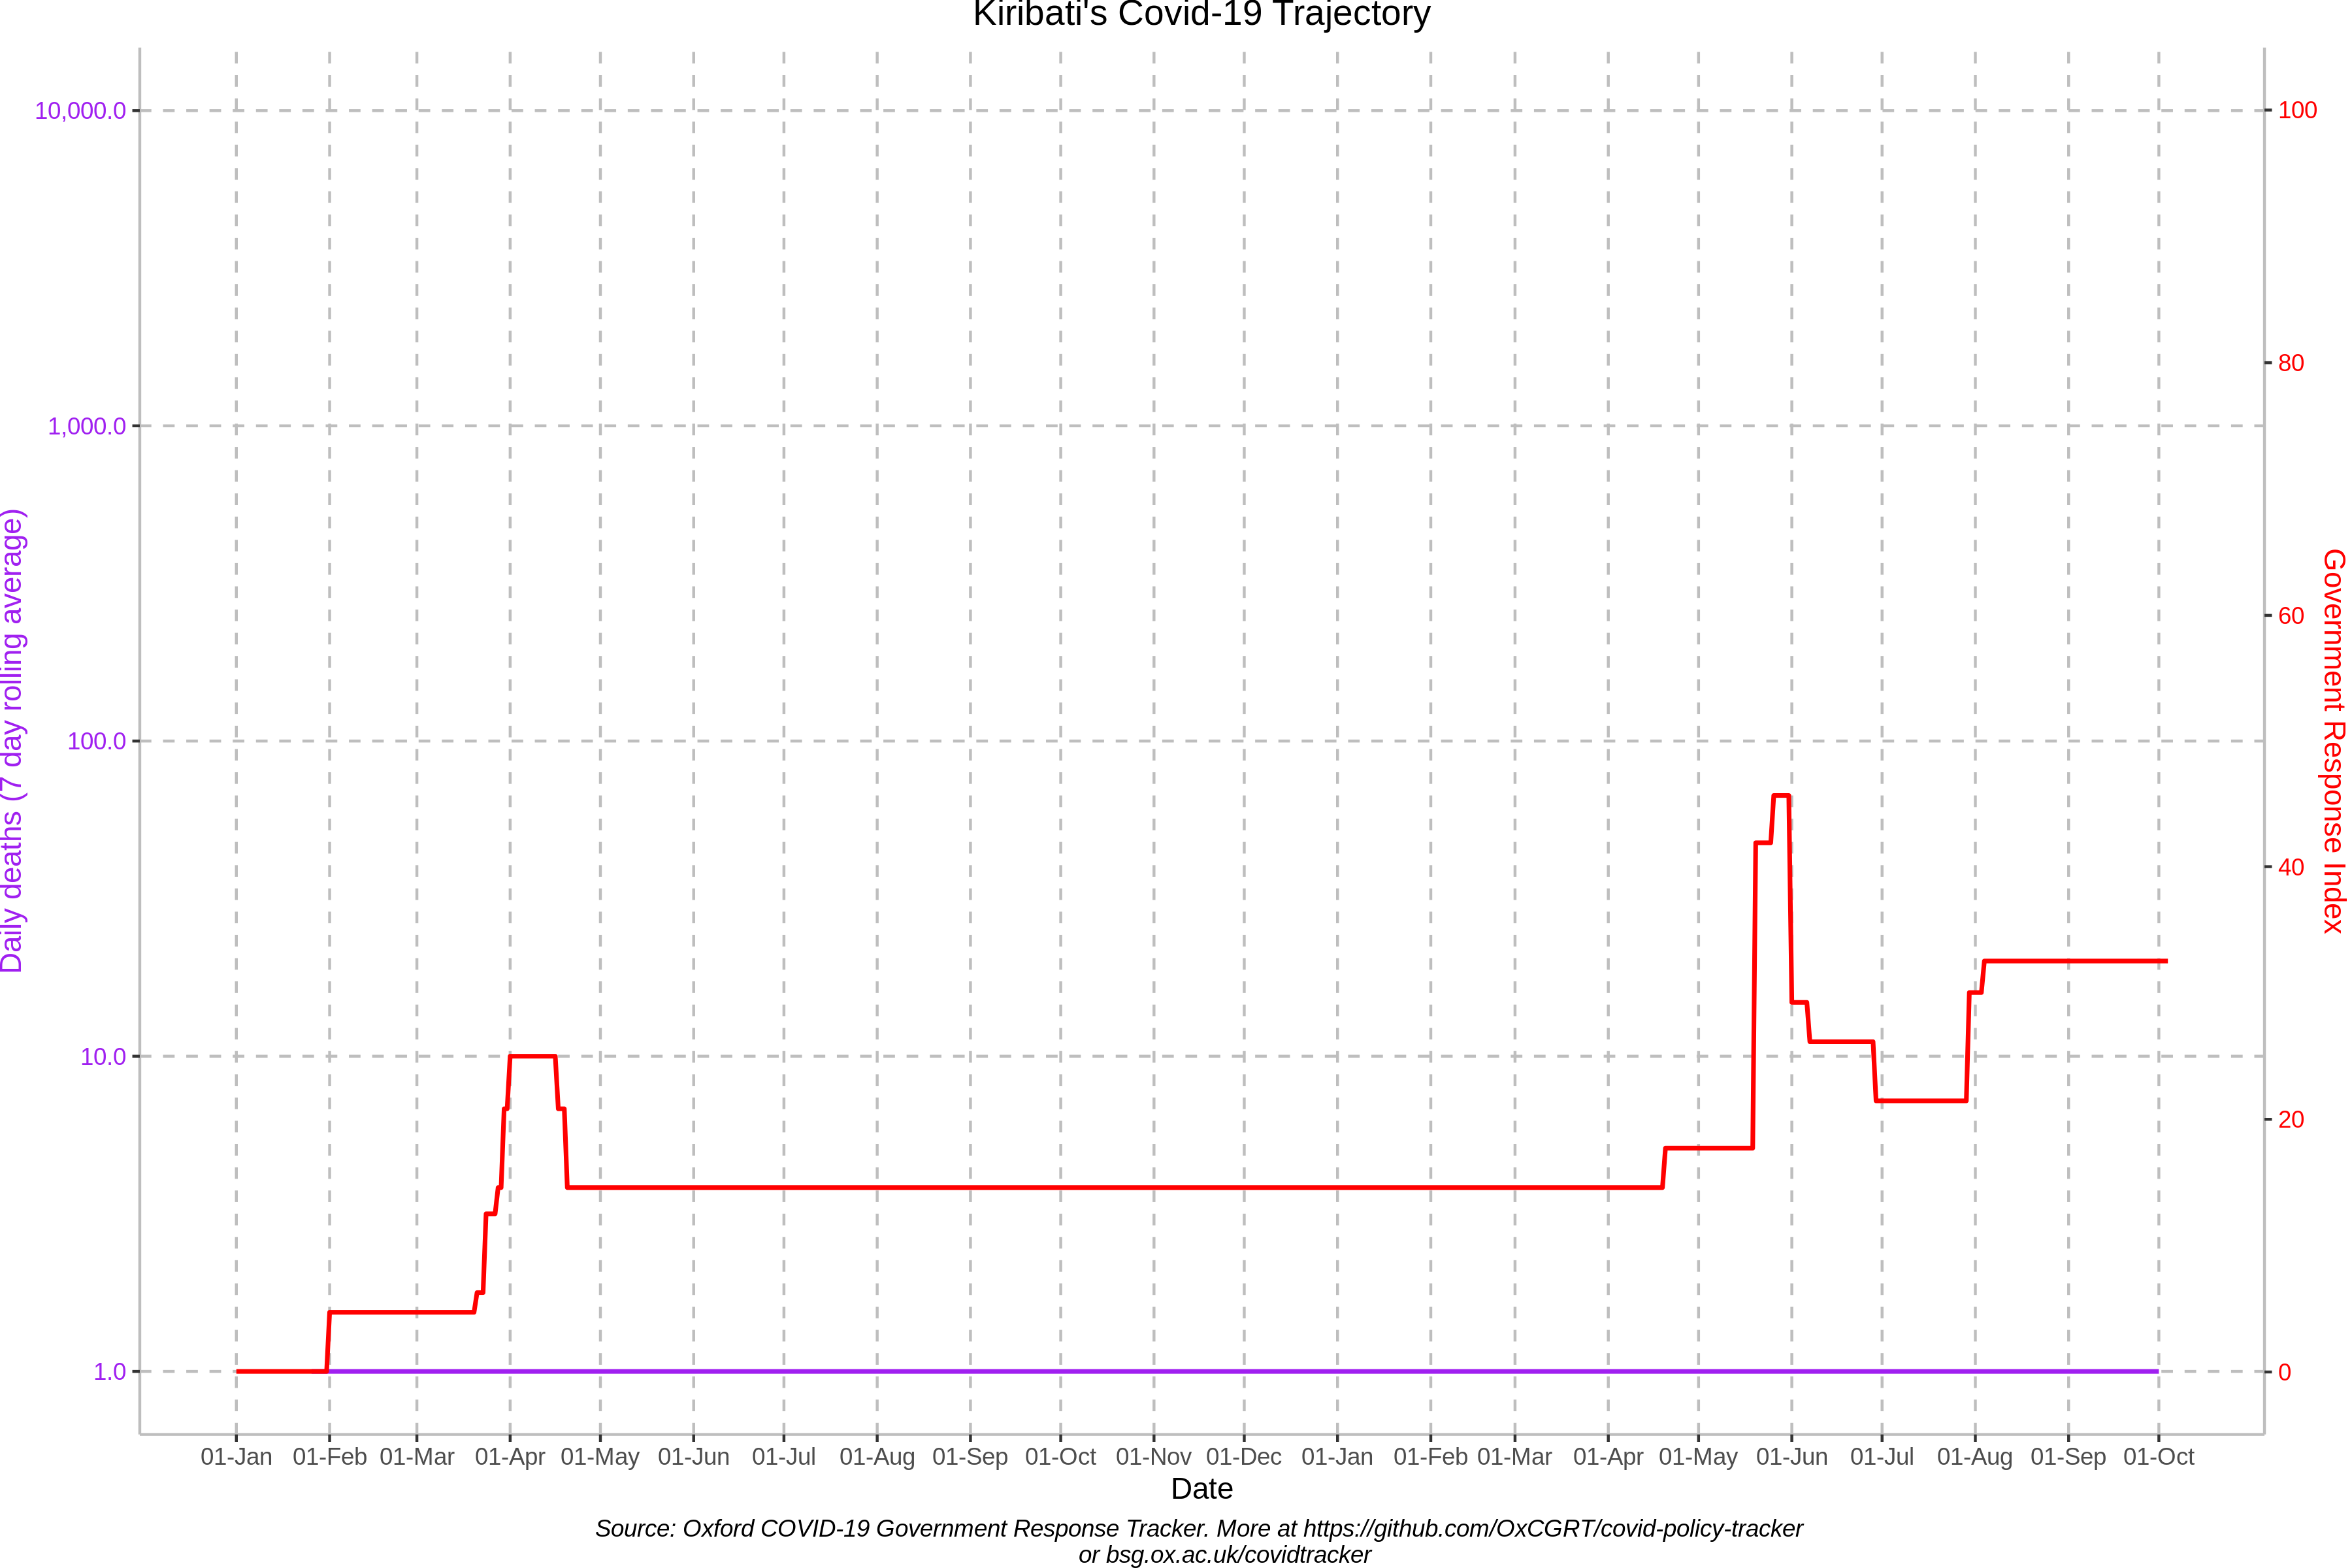 Kiribati's Covid-19 Trajectory
10,000.0
1,000.0
100.0
10.0
1.0
Daily deaths (7 day rolling average)
100
80
60
40
20
0
Government Response Index
01-Jan 01-Feb 01-Mar 01-Apr 01-May 01-Jun 01-Jul 01-Aug 01-Sep 01-Oct 01-Nov 01-Dec 01-Jan 01-Feb 01-Mar 01-Apr 01-May 01-Jun 01-Jul 01-Aug 01-Sep 01-Oct
Date
Source: Oxford COVID-19 Government Response Tracker. More at https://github.com/OxCGRT/covid-policy-tracker
or bsg.ox.ac.uk/covidtracker